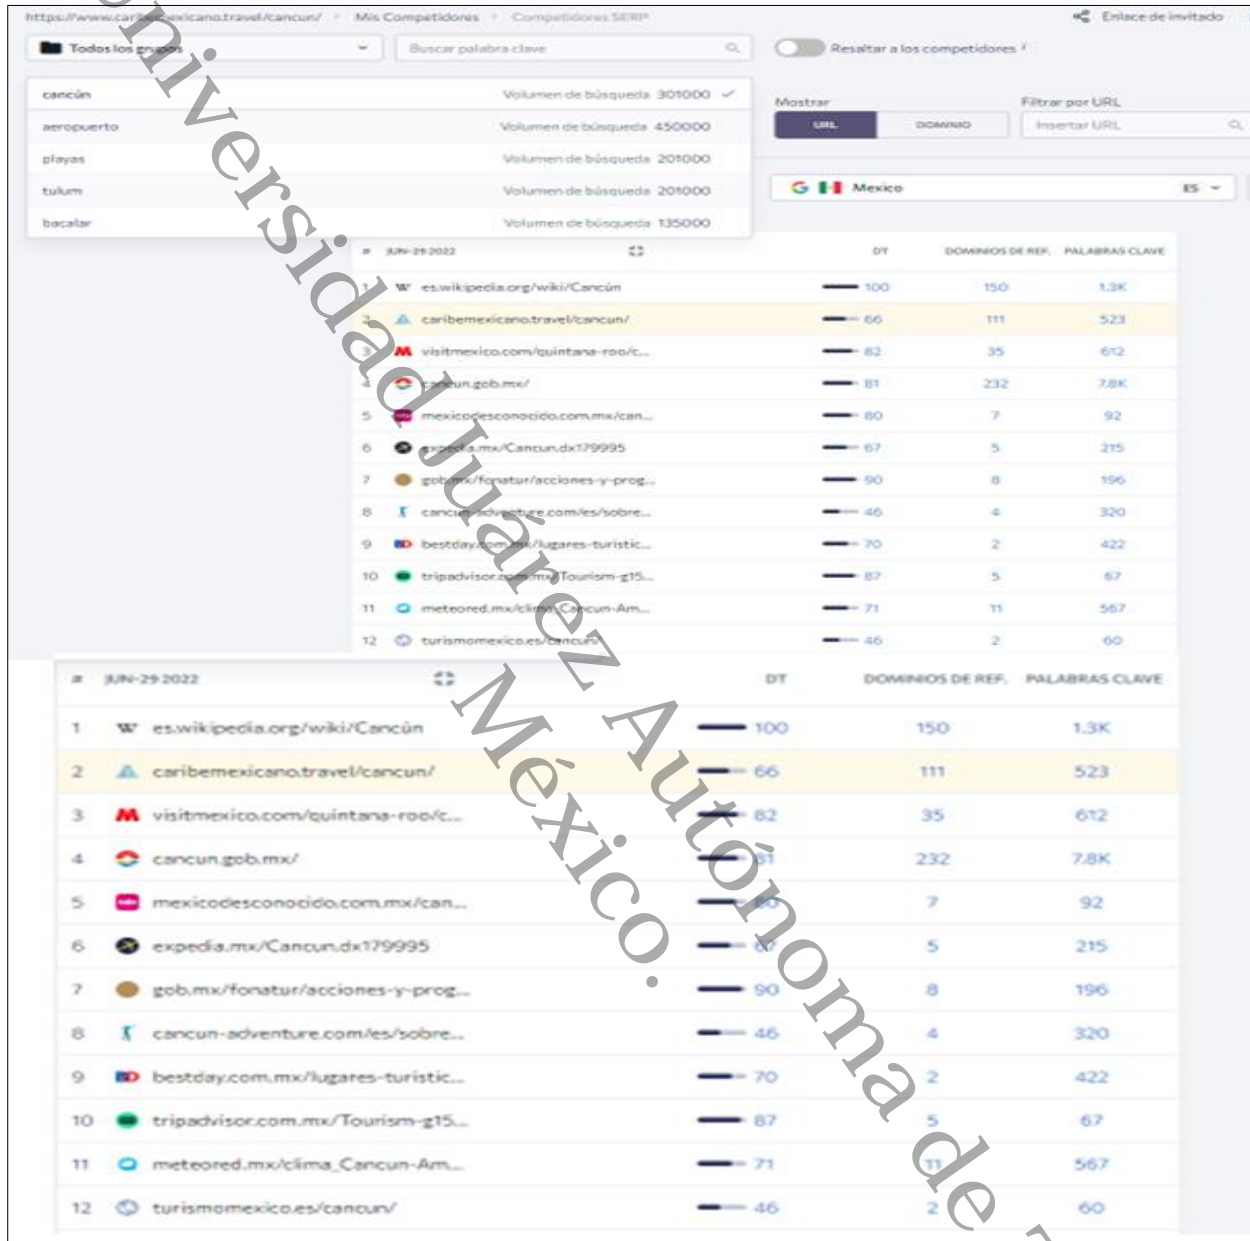 https://www.caribemexicano.travel/cancun/ > Mis Competidores > Competidores SERP Enlace de invitado
Todos los grupos Buscar palabra clave Resaltar a los competidores
cancún Volumen de búsqueda 301000
aeropuerto Volumen de búsqueda 450000
playas Volumen de búsqueda 201000
tulum Volumen de búsqueda 201000
bacalar Volumen de búsqueda 135000
Mostrar Filtrar por URL
URL DOMINIO Insertar URL
Mexico ES
# JUN-29 2022 DT DOMINIOS DE REF. PALABRAS CLAVE
1 es.wikipedia.org/wiki/Cancún 100 150 1.3K
2 caribemexicano.travel/cancun/ 66 111 523
3 visitmexico.com/quintana-roo/c... 82 35 612
4 cancun.gob.mx/ 81 232 7.8K
5 mexicodesconocido.com.mx/can... 80 7 92
6 expedia.mx/Cancun.dx179995 67 5 215
7 gob.mx/fonatur/acciones-y-prog... 90 8 196
8 cancun-adventure.com/es/sobre... 46 4 320
9 bestday.com.mx/lugares-turistic... 70 2 422
10 tripadvisor.com.mx/Tourism-g15... 87 5 67
11 meteored.mx/clima_Cancun-Am... 71 11 567
12 turismomexico.es/cancun/ 46 2 60
# JUN-29 2022 DT DOMINIOS DE REF. PALABRAS CLAVE
1 es.wikipedia.org/wiki/Cancún 100 150 1.3K
2 caribemexicano.travel/cancun/ 66 111 523
3 visitmexico.com/quintana-roo/c... 82 35 612
4 cancun.gob.mx/ 81 232 7.8K
5 mexicodesconocido.com.mx/can... 80 7 92
6 expedia.mx/Cancun.dx179995 67 5 215
7 gob.mx/fonatur/acciones-y-prog... 90 8 196
8 cancun-adventure.com/es/sobre... 46 4 320
9 bestday.com.mx/lugares-turistic... 70 2 422
10 tripadvisor.com.mx/Tourism-g15... 87 5 67
11 meteored.mx/clima_Cancun-Am... 71 11 567
12 turismomexico.es/cancun/ 46 2 60
Universidad Juárez Autónoma de
México.